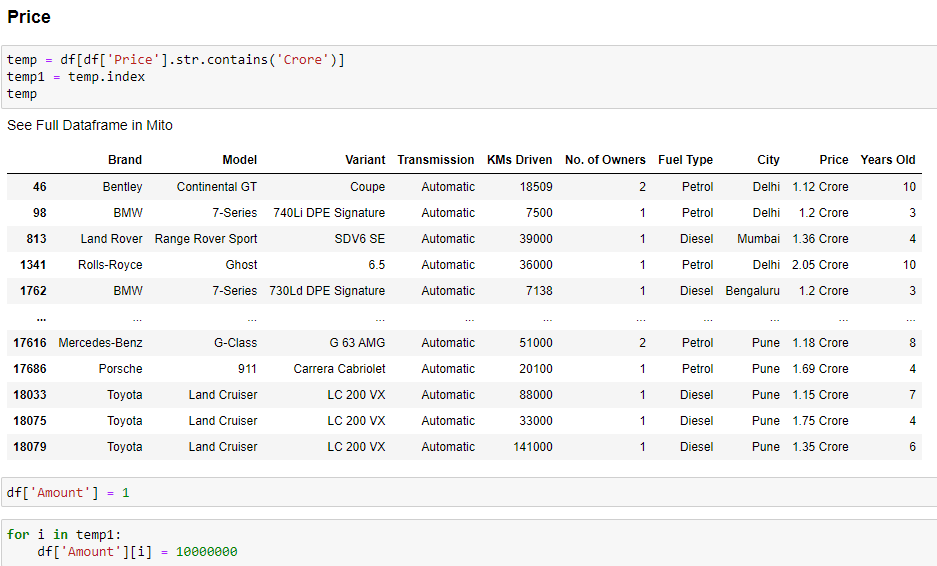 Price
temp = df[df['Price'].str.contains('Crore')]
temp1 = temp.index
temp
See Full Dataframe in Mito
Brand Model Variant Transmission KMs Driven No. of Owners Fuel Type City Price Years Old
46 Bentley Continental GT Coupe Automatic 18509 2 Petrol Delhi 1.12 Crore 10
98 BMW 7-Series 740Li DPE Signature Automatic 7500 1 Petrol Delhi 1.2 Crore 3
813 Land Rover Range Rover Sport SDV6 SE Automatic 39000 1 Diesel Mumbai 1.36 Crore 4
1341 Rolls-Royce Ghost 6.5 Automatic 36000 1 Petrol Delhi 2.05 Crore 10
1762 BMW 7-Series 730Ld DPE Signature Automatic 7138 1 Diesel Bengaluru 1.2 Crore 3
... ... ... ... ... ... ... ... ... ... ...
17616 Mercedes-Benz G-Class G 63 AMG Automatic 51000 2 Petrol Pune 1.18 Crore 8
17686 Porsche 911 Carrera Cabriolet Automatic 20100 1 Petrol Pune 1.69 Crore 4
18033 Toyota Land Cruiser LC 200 VX Automatic 88000 1 Diesel Pune 1.15 Crore 7
18075 Toyota Land Cruiser LC 200 VX Automatic 33000 1 Diesel Pune 1.75 Crore 4
18079 Toyota Land Cruiser LC 200 VX Automatic 141000 1 Diesel Pune 1.35 Crore 6
df['Amount'] = 1
for i in temp1:
    df['Amount'][i] = 10000000